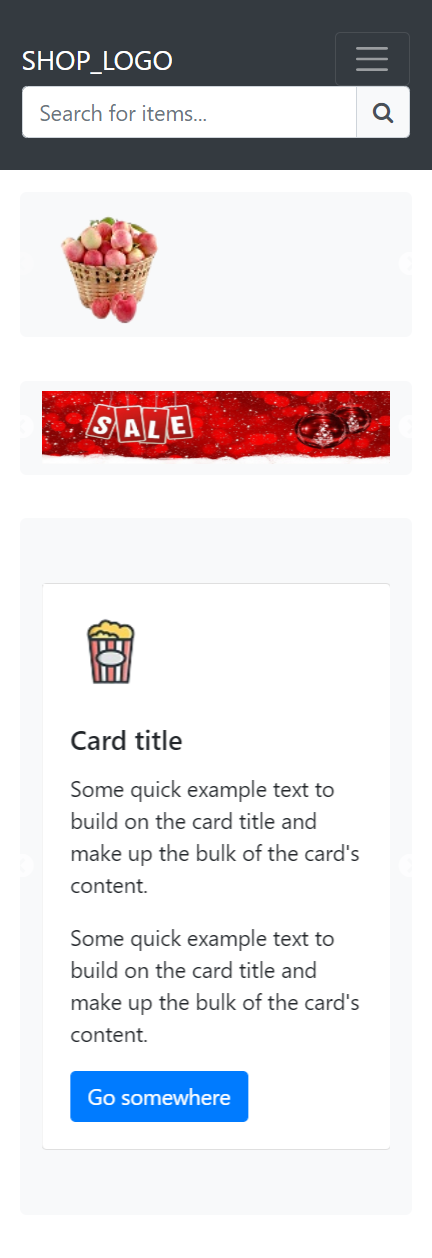 SHOP_LOGO
Search for items...
SALE
Card title
Some quick example text to
build on the card title and
make up the bulk of the card's
content.
Some quick example text to
build on the card title and
make up the bulk of the card's
content.
Go somewhere